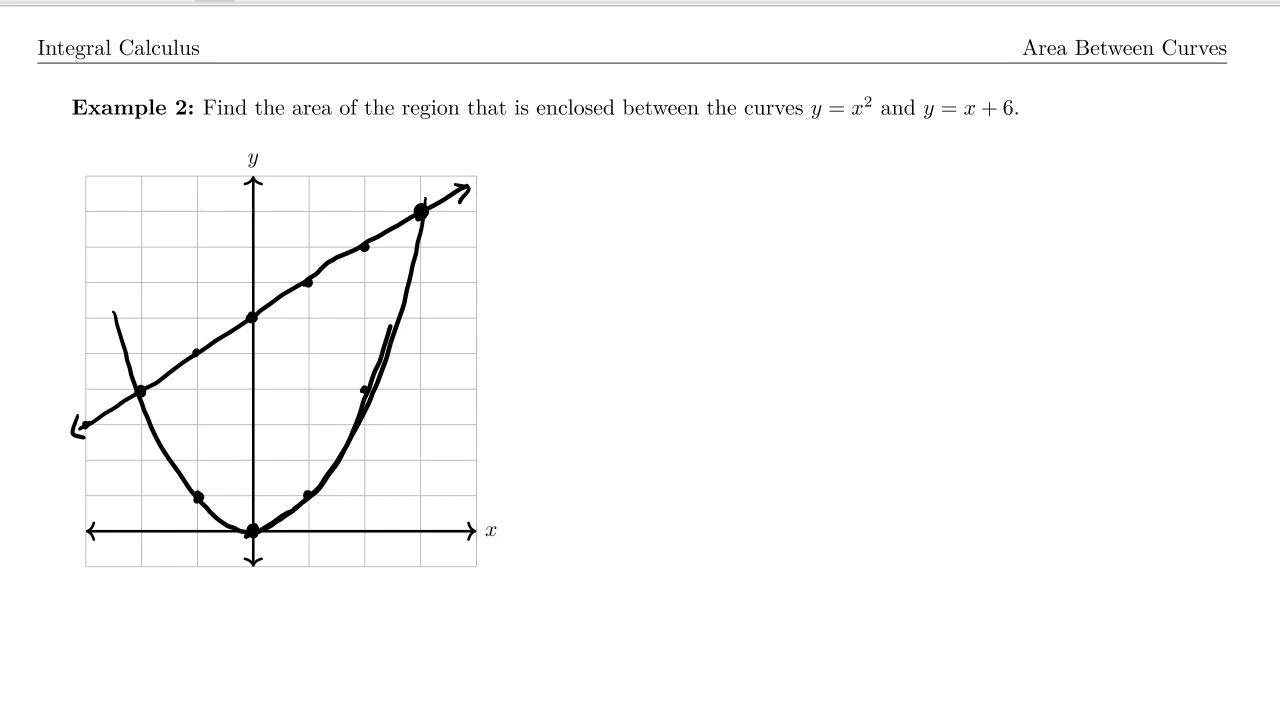 Integral Calculus
Area Between Curves
Example 2: Find the area of the region that is enclosed between the curves y = x² and y = x + 6.
y
x